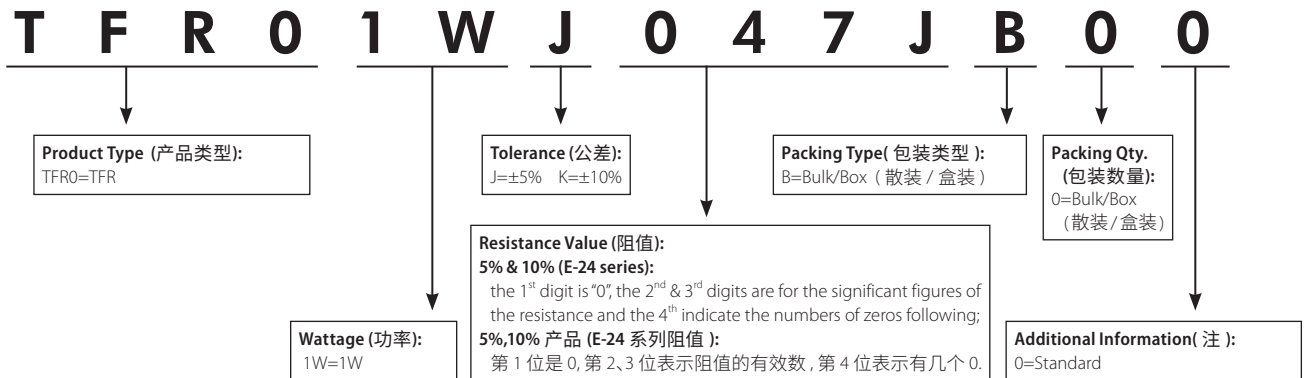 T F R 0 1 W J 0 4 7 J B 0 0
Product Type (产品类型):
TFR0=TFR
Wattage (功率):
1W=1W
Tolerance (公差):
J=±5% K=±10%
Resistance Value (阻值):
5% & 10% (E-24 series):
the 1st digit is “0”, the 2nd & 3rd digits are for the significant figures of
the resistance and the 4th indicate the numbers of zeros following;
5%,10% 产品 (E-24 系列阻值 ):
第 1 位是 0, 第 2、3 位表示阻值的有效数 , 第 4 位表示有几个 0.
Packing Type( 包装类型 ):
B=Bulk/Box ( 散装 / 盒装 )
Packing Qty.
(包装数量):
0=Bulk/Box
(散装/盒装)
Additional Information( 注 ):
0=Standard